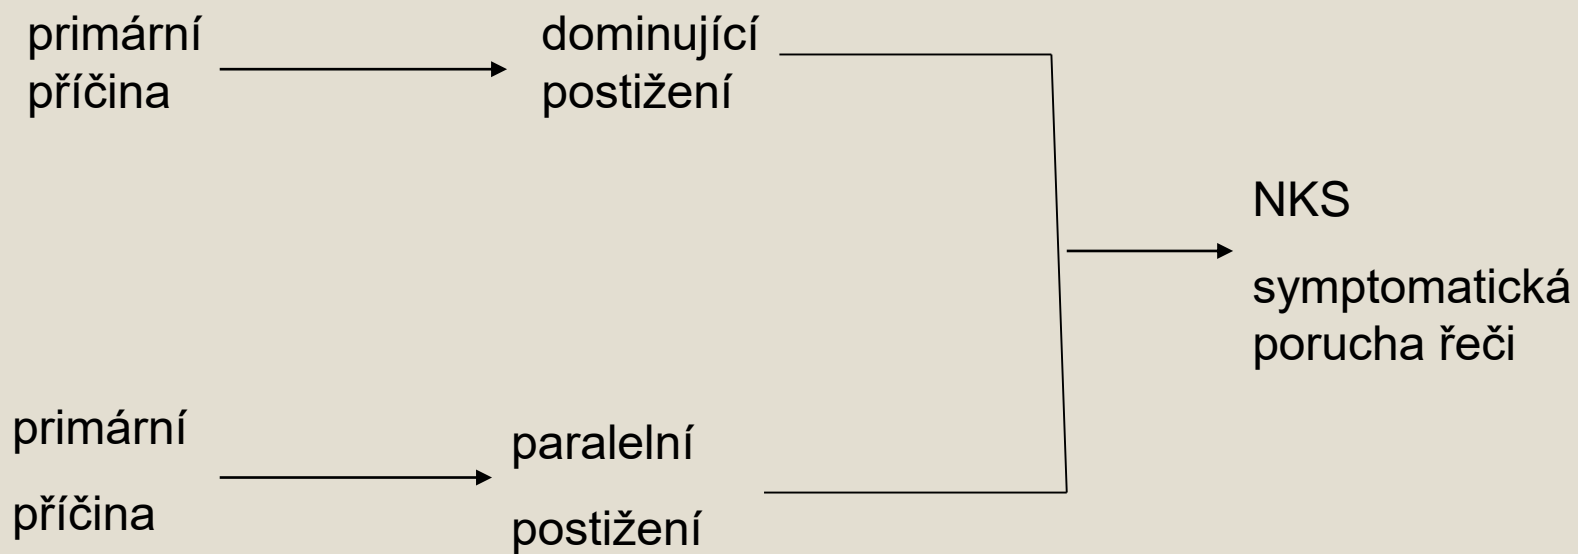 primární
příčina
dominující
postižení
NKS
symptomatická
porucha řeči
primární
příčina
paralelní
postižení